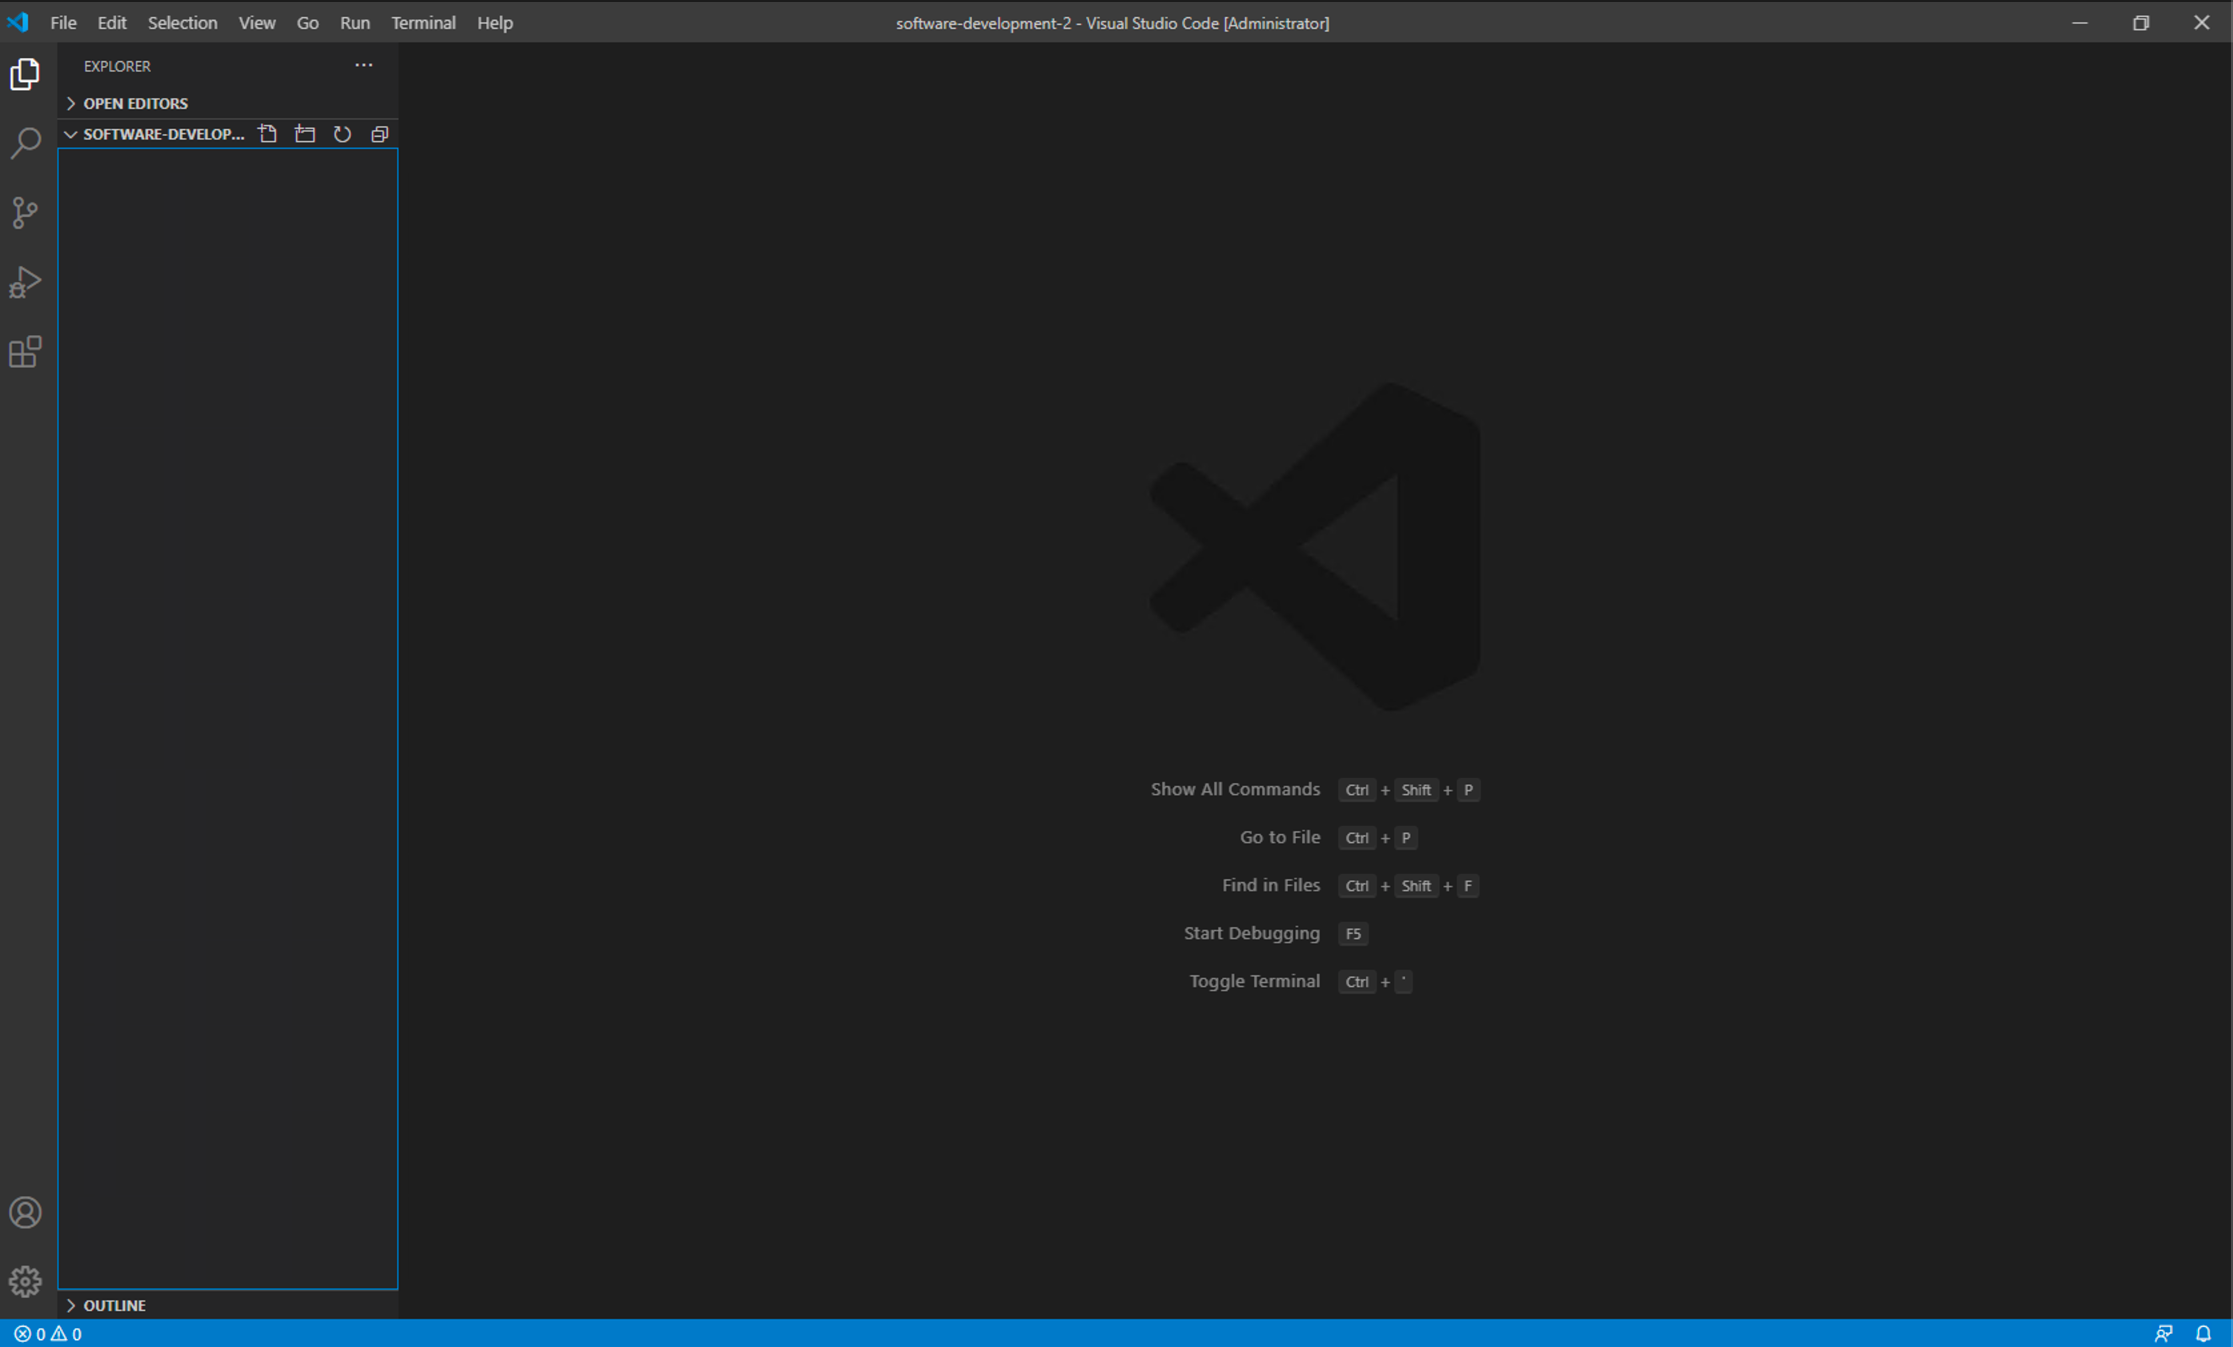 File Edit Selection View Go Run Terminal Help
software-development-2 - Visual Studio Code [Administrator]
EXPLORER
OPEN EDITORS
SOFTWARE-DEVELOP...
Show All Commands Ctrl + Shift + P
Go to File Ctrl + P
Find in Files Ctrl + Shift + F
Start Debugging F5
Toggle Terminal Ctrl + '
OUTLINE
0 0